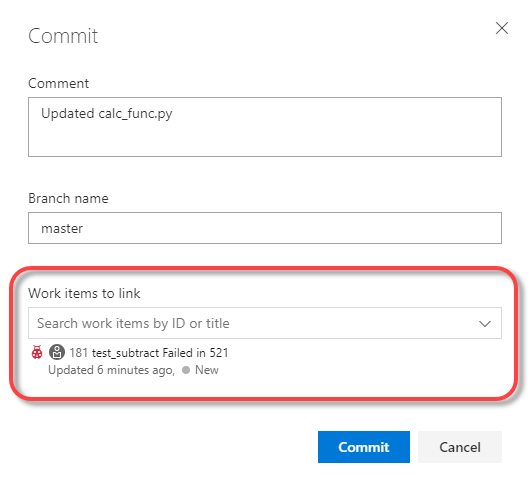 Commit
Comment
Updated calc_func.py
Branch name
master
Work items to link
Search work items by ID or title
181 test_subtract Failed in 521
Updated 6 minutes ago, New
Commit Cancel